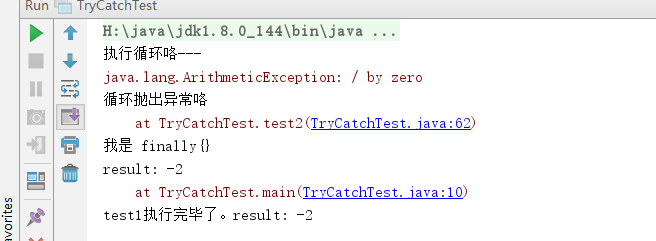 Run TryCatchTest
H:\java\jdk1.8.0_144\bin\java ...
执行循环咯---
java.lang.ArithmeticException: / by zero
循环抛出异常咯
at TryCatchTest.test2(TryCatchTest.java:62)
我是 finally{}
result: -2
at TryCatchTest.main(TryCatchTest.java:10)
test1执行完毕了。result: -2
avorites